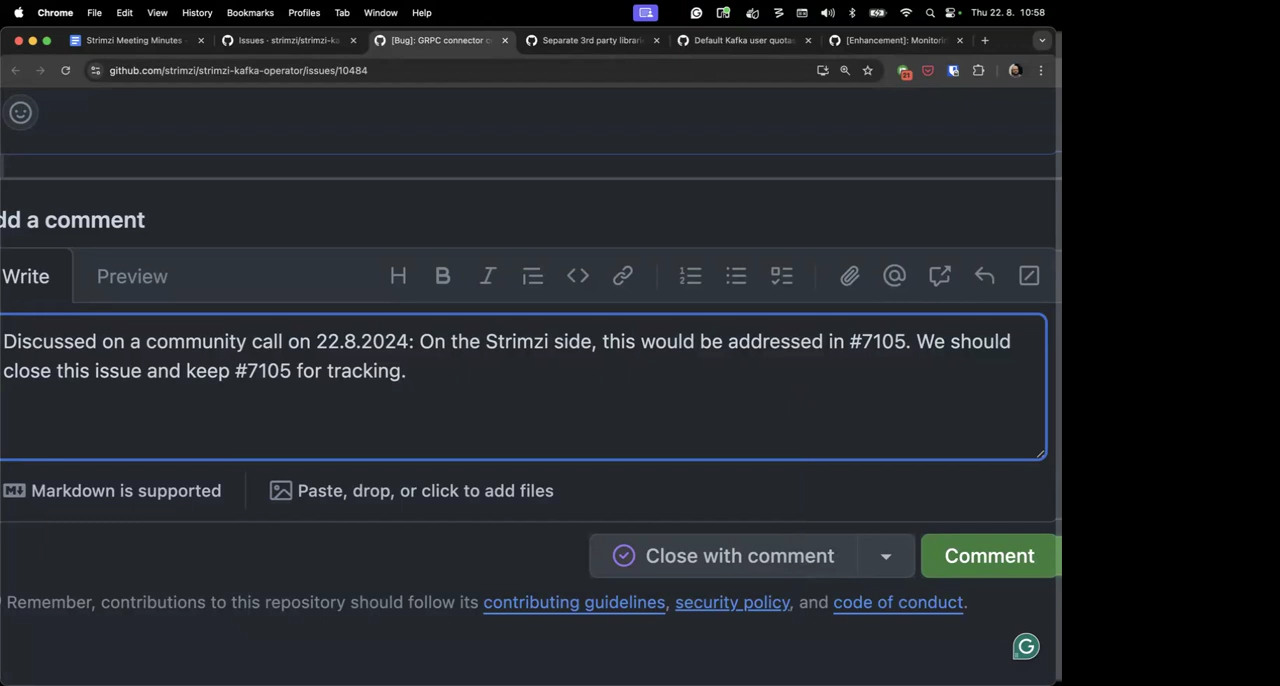 Chrome File Edit View History Bookmarks Profiles Tab Window Help Thu 22. 8. 10:58
Strimzi Meeting Minutes - Issues · strimzi/strimzi-ka [Bug]: GRPC connector c Separate 3rd party librari Default Kafka user quota [Enhancement]: Monitorin
github.com/strimzi/strimzi-kafka-operator/issues/10484 21
dd a comment
Write Preview H B I
Discussed on a community call on 22.8.2024: On the Strimzi side, this would be addressed in #7105. We should
close this issue and keep #7105 for tracking.
Markdown is supported Paste, drop, or click to add files
Close with comment Comment
Remember, contributions to this repository should follow its contributing guidelines, security policy, and code of conduct.
G